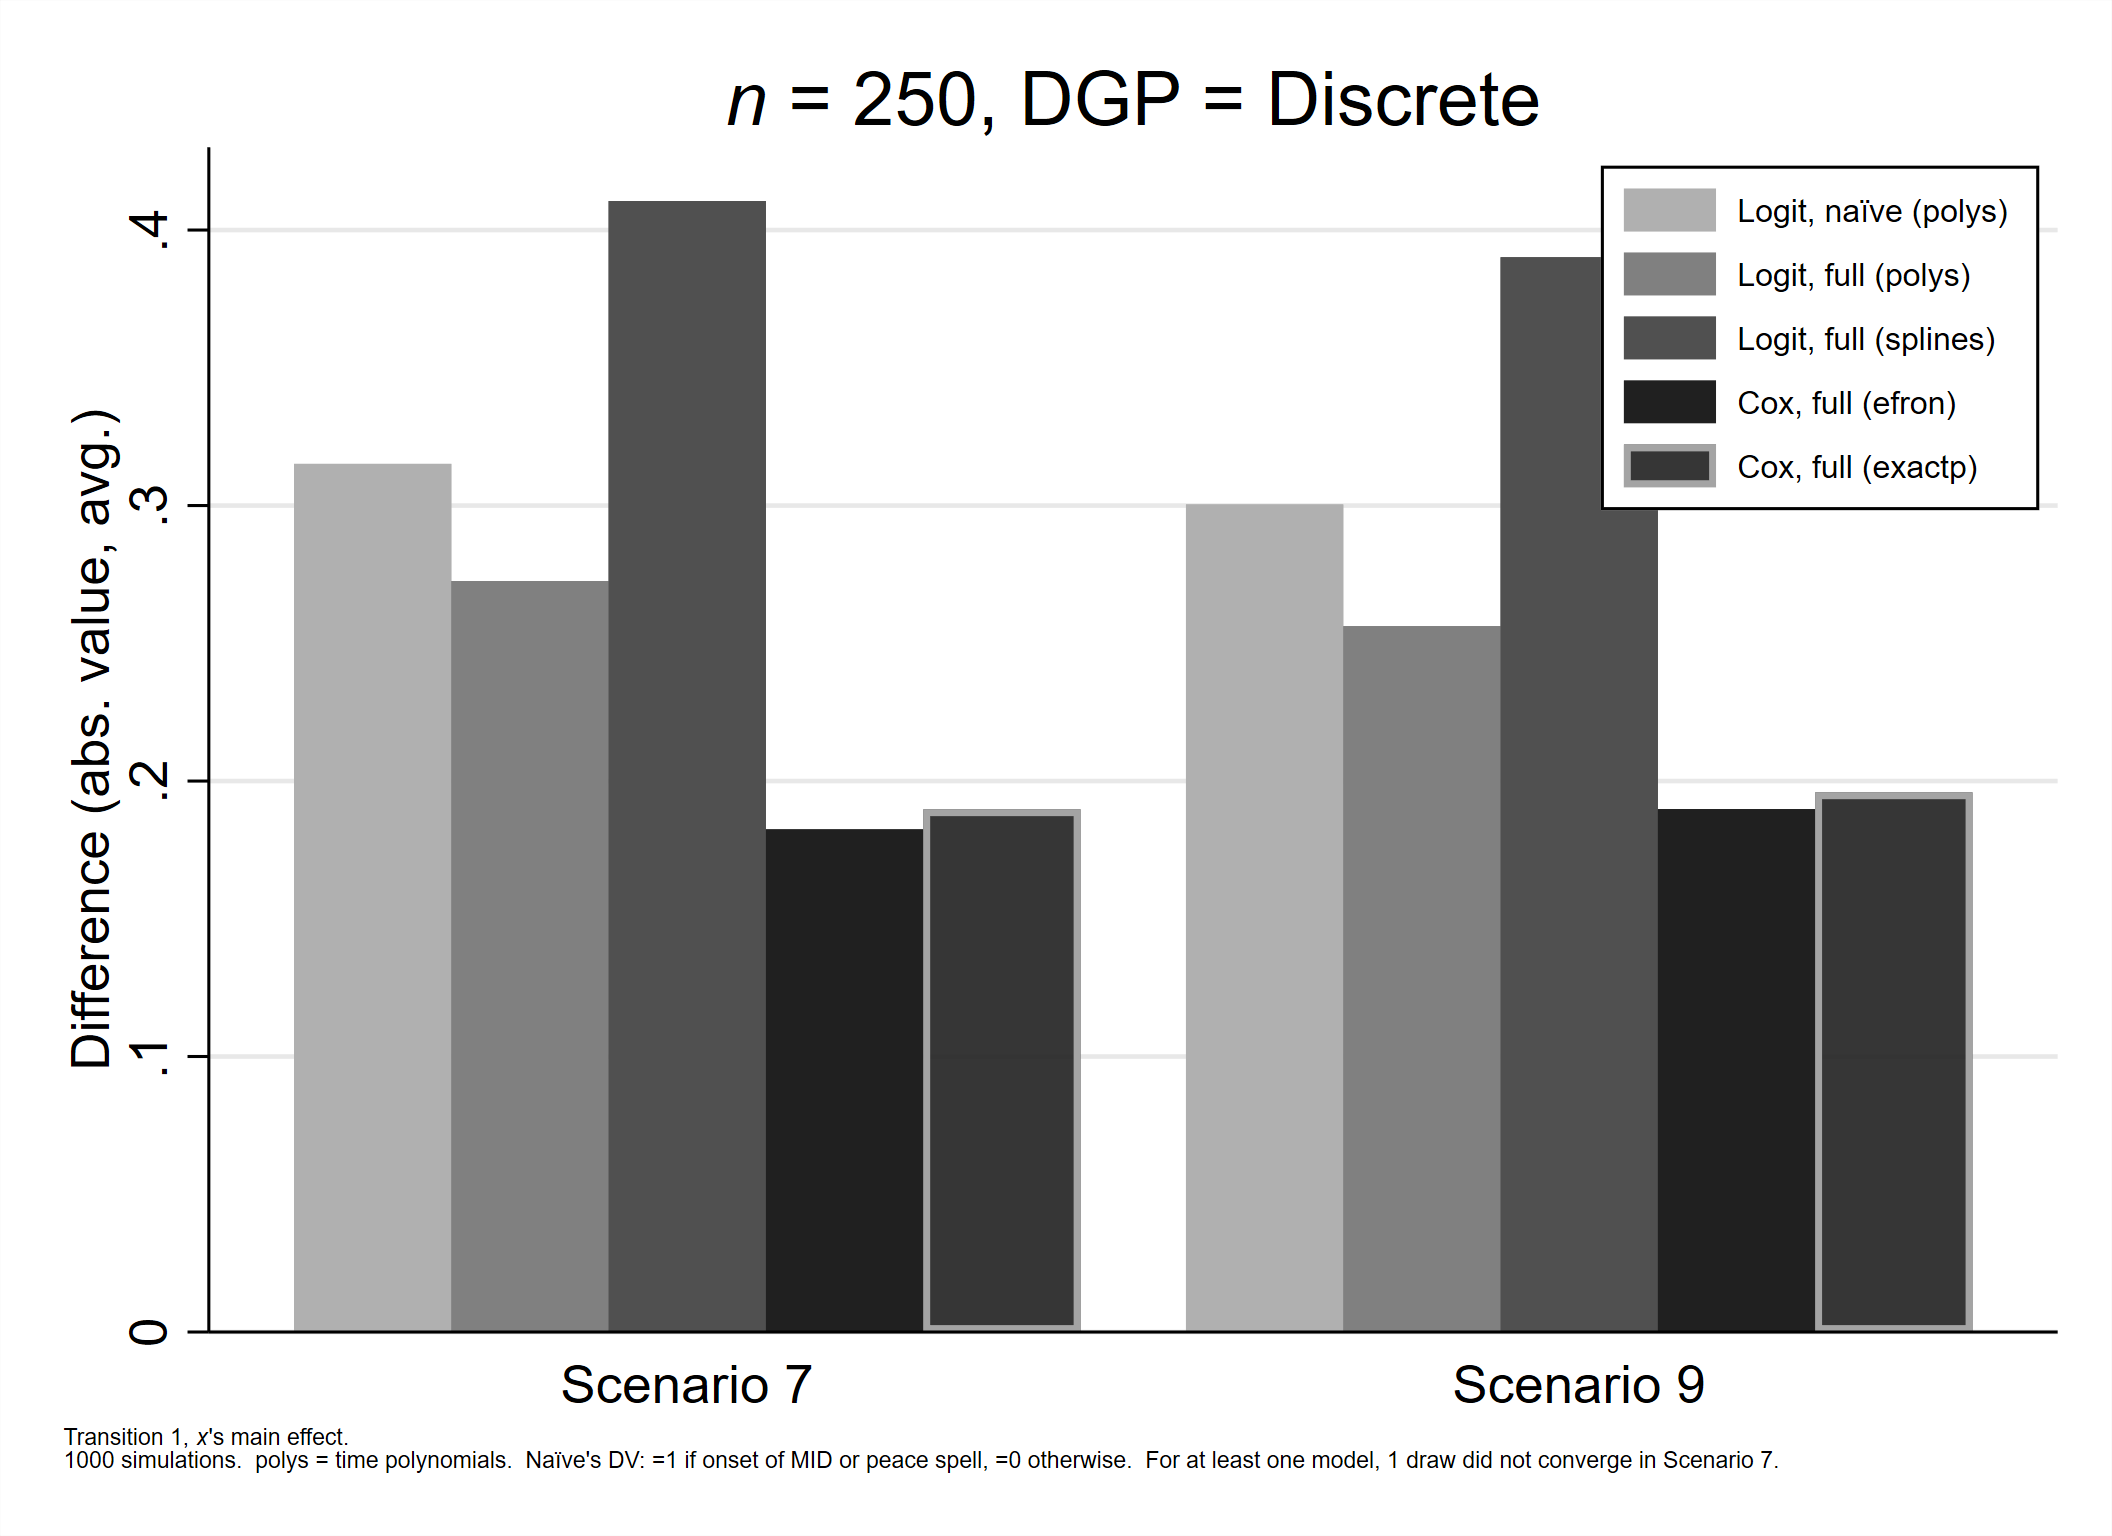 n = 250, DGP = Discrete
Difference (abs. value, avg.)
.4
.3
.2
.1
0
Logit, naïve (polys)
Logit, full (polys)
Logit, full (splines)
Cox, full (efron)
Cox, full (exactp)
Scenario 7
Scenario 9
Transition 1, x's main effect.
1000 simulations.  polys = time polynomials.  Naïve's DV: =1 if onset of MID or peace spell, =0 otherwise.  For at least one model, 1 draw did not converge in Scenario 7.